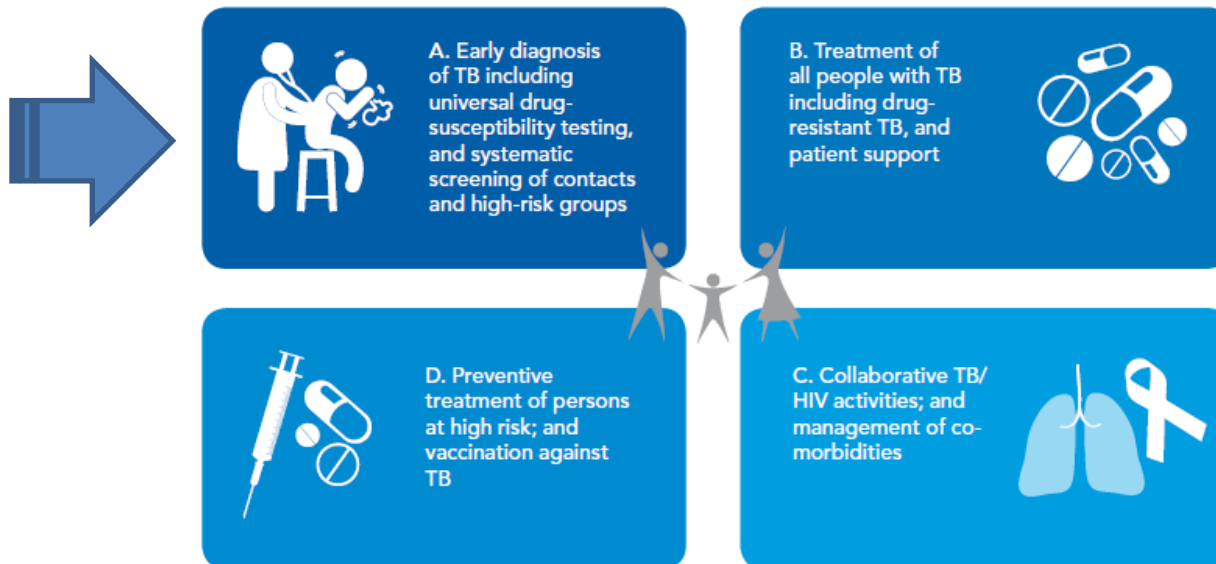 A. Early diagnosis
of TB including
universal drug-
susceptibility testing,
and systematic
screening of contacts
and high-risk groups
B. Treatment of
all people with TB
including drug-
resistant TB, and
patient support
D. Preventive
treatment of persons
at high risk; and
vaccination against
TB
C. Collaborative TB/
HIV activities; and
management of co-
morbidities